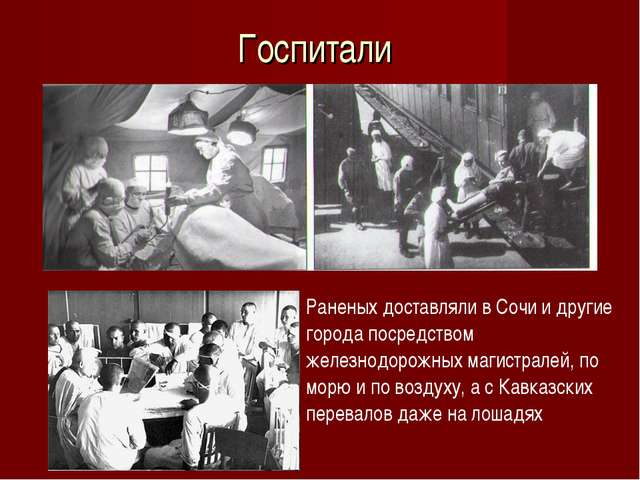 Госпитали
Раненых доставляли в Сочи и другие
города посредством
железнодорожных магистралей, по
морю и по воздуху, а с Кавказских
перевалов даже на лошадях